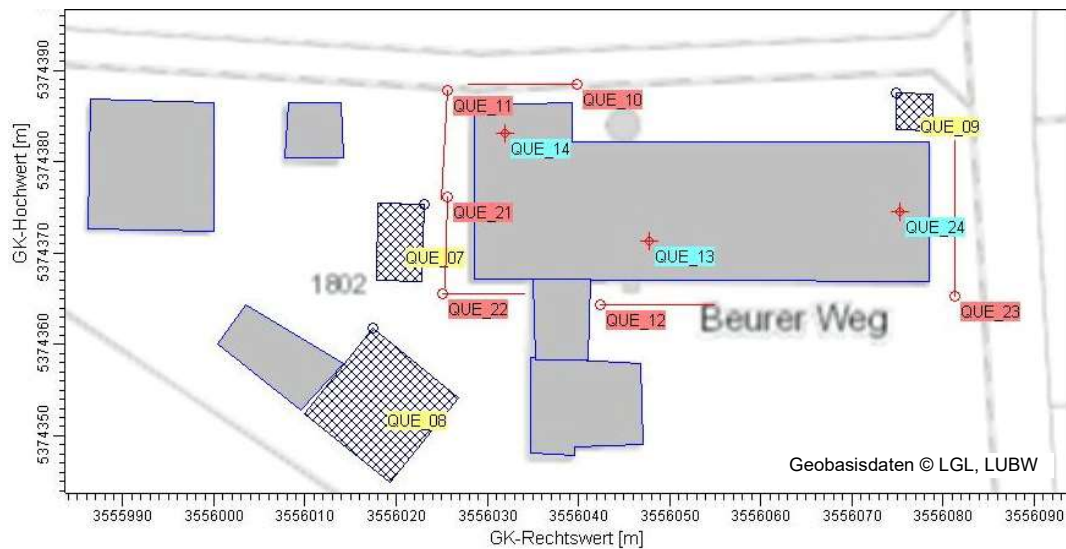 GK-Hochwert [m]
5374390
5374380
5374370
5374360
5374350
QUE_11
QUE_10
QUE_09
QUE_14
QUE_21
QUE_24
QUE_07
QUE_13
1802
QUE_22
QUE_12
Beurer Weg
QUE_23
QUE_08
Geobasisdaten © LGL, LUBW
3555990 3556000 3556010 3556020 3556030 3556040 3556050 3556060 3556070 3556080 3556090
GK-Rechtswert [m]